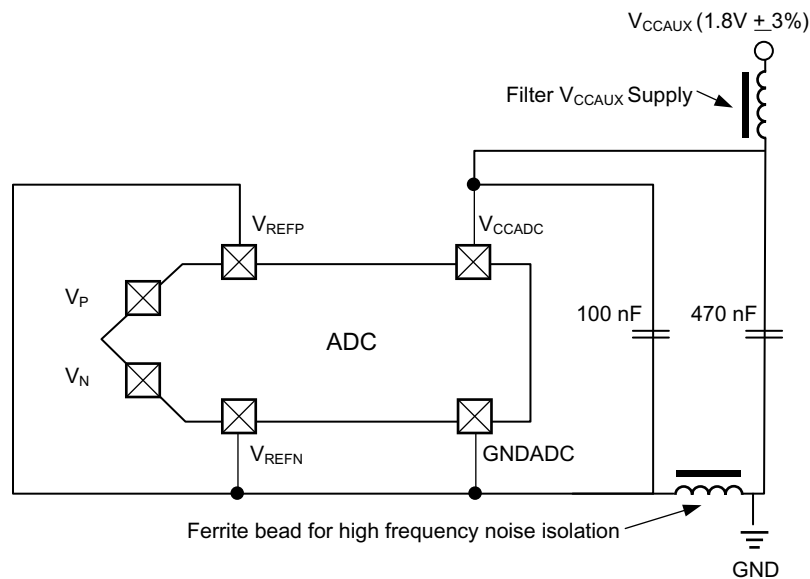 VCCAUX (1.8V ± 3%)
Filter VCCAUX Supply
VREFP
VCCADC
VP
100 nF
470 nF
ADC
VN
VREFN
GNDADC
Ferrite bead for high frequency noise isolation
GND